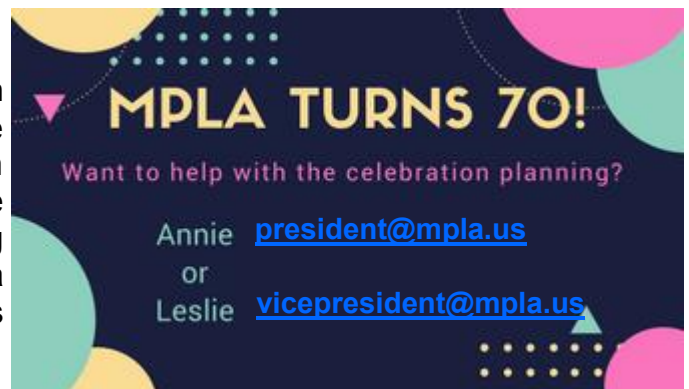 MPLA TURNS 70!
Want to help with the celebration planning?
Annie president@mpla.us
or
Leslie vicepresident@mpla.us